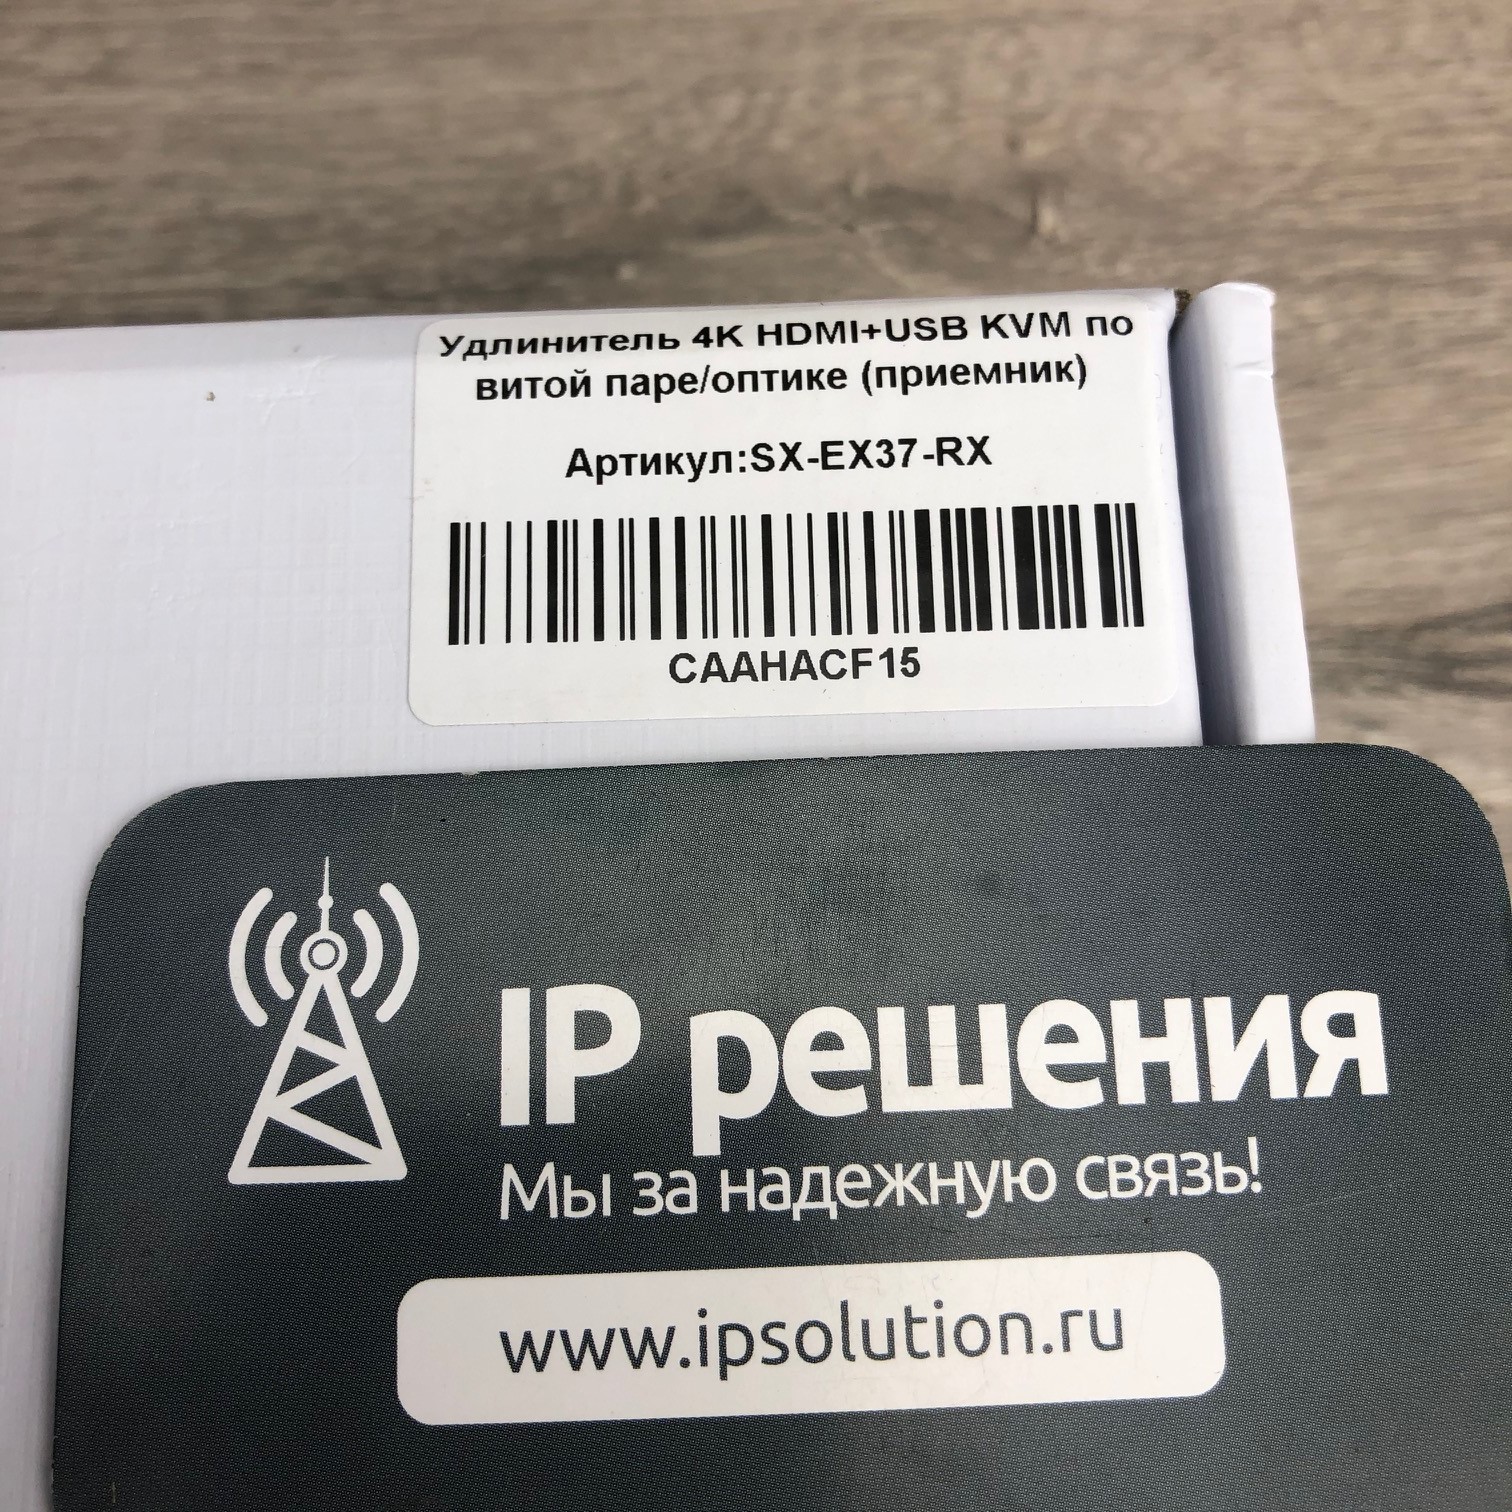 Удлинитель 4K HDMI+USB KVM по
витой паре/оптике (приемник)
Артикул:SX-EX37-RX
CAAHACF15
IP решения
Мы за надежную связь!
www.ipsolution.ru